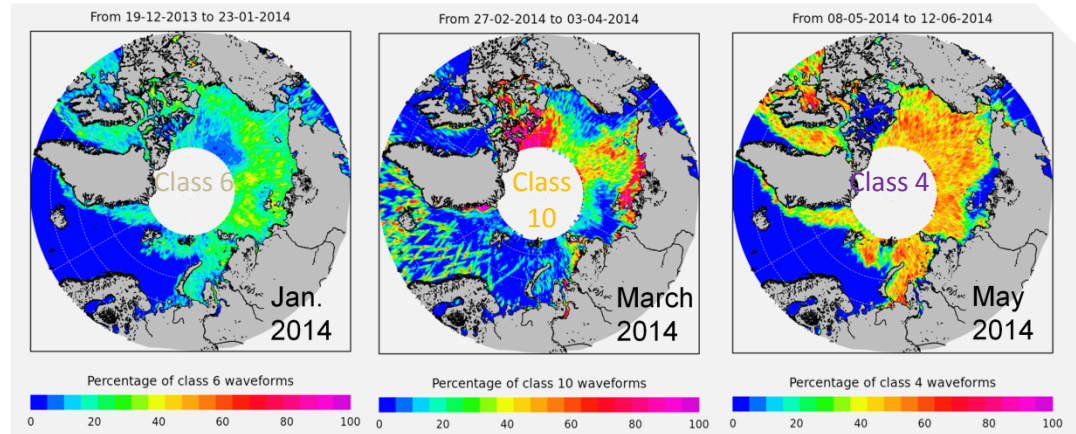 From 19-12-2013 to 23-01-2014
Class 6
Jan.
2014
Percentage of class 6 waveforms
0 20 40 60 80 100
From 27-02-2014 to 03-04-2014
Class
10
March
2014
Percentage of class 10 waveforms
0 20 40 60 80 100
From 08-05-2014 to 12-06-2014
Class 4
May
2014
Percentage of class 4 waveforms
0 20 40 60 80 100